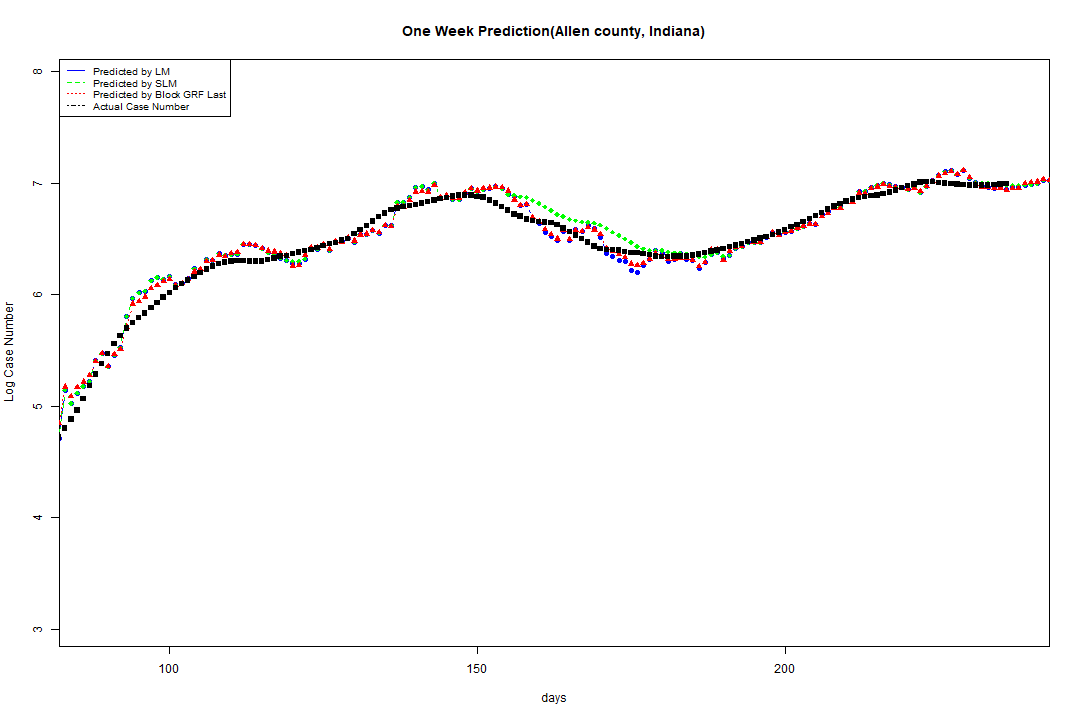 One Week Prediction(Allen county, Indiana)
Predicted by LM
Predicted by SLM
Predicted by Block GRF Last
Actual Case Number
8
7
6
5
4
3
Log Case Number
100 150 200
days